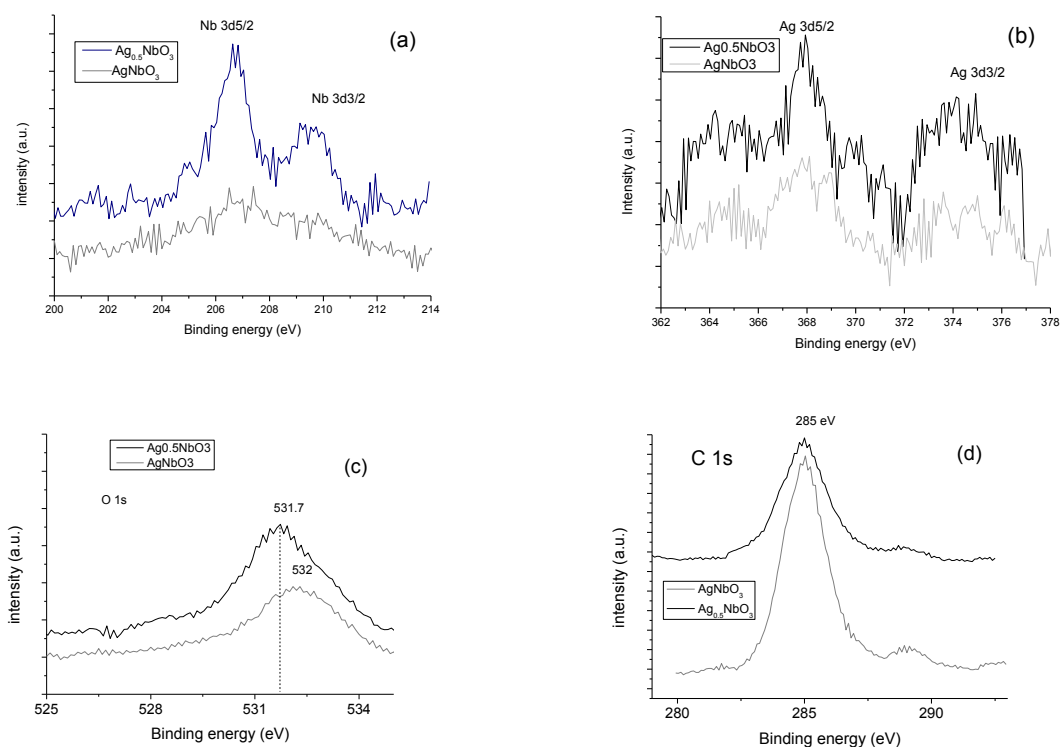 Nb 3d5/2
(a)
Ag₀.₅NbO₃
AgNbO₃
Nb 3d3/2
intensity (a.u.)
200 202 204 206 208 210 212 214
Binding energy (eV)
Ag 3d5/2
(b)
Ag0.5NbO3
AgNbO3
Ag 3d3/2
Intensity (a.u.)
362 364 366 368 370 372 374 376 378
Binding energy (eV)
Ag0.5NbO3
AgNbO3
(c)
O 1s
531.7
532
intensity (a.u.)
525 528 531 534
Binding energy (eV)
285 eV
C 1s
(d)
AgNbO₃
Ag₀.₅NbO₃
intensity (a.u.)
280 285 290
Binding energy (eV)